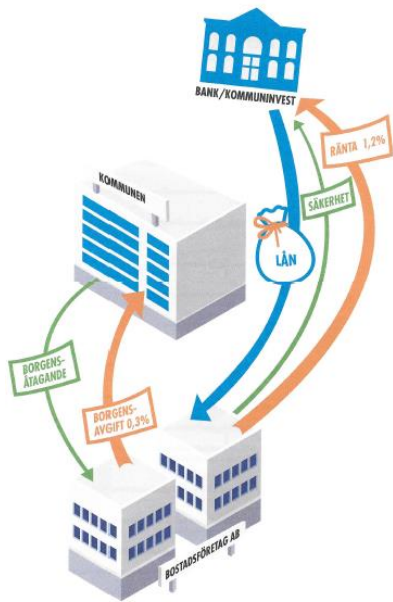 BANK/KOMMUNINVEST
RÄNTA 1,2%
KOMMUNEN
SÄKERHET
LÅN
BORGENS-
ÅTAGANDE
BORGENS-
AVGIFT 0,3%
BOSTADSFÖRETAG AB